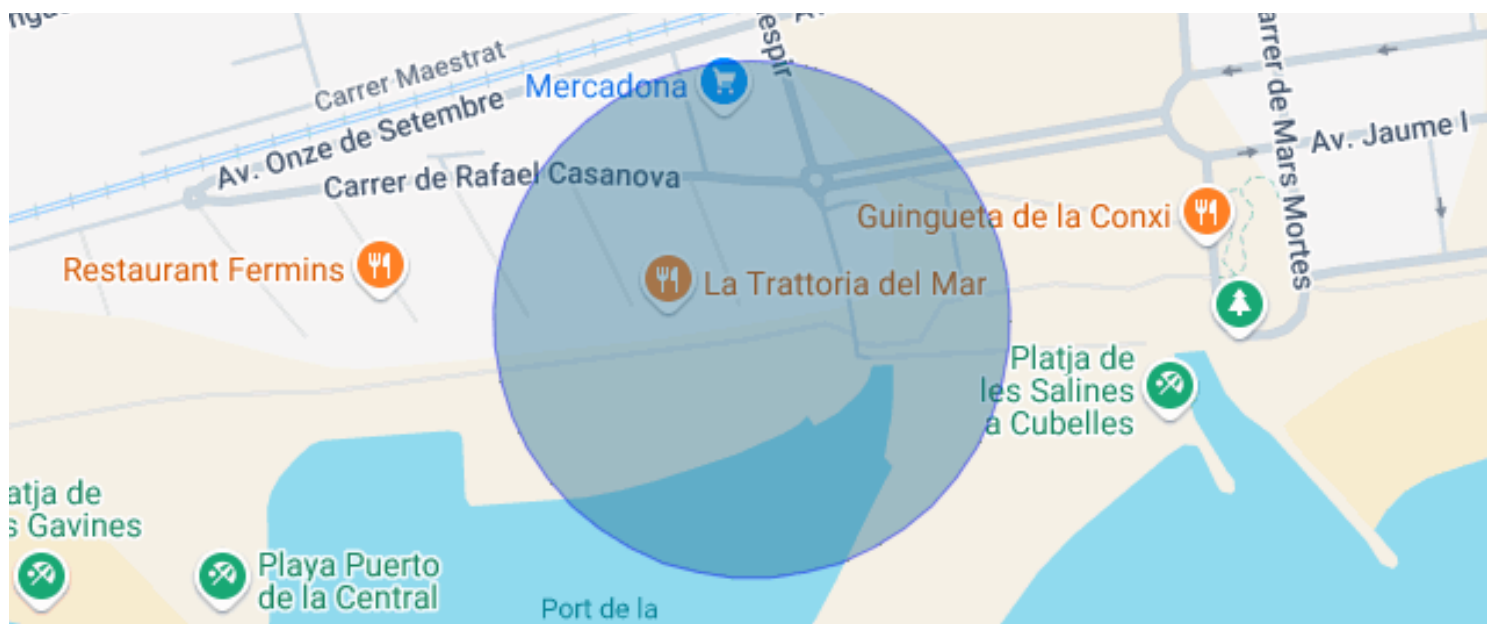 Carrer Maestrat
Mercadona
Av. Onze de Setembre
Carrer de Rafael Casanova
espir
arrer de Mars Mortes
Av. Jaume I
Guingueta de la Conxi
Restaurant Fermins
La Trattoria del Mar
Platja de
les Salines
a Cubelles
atja de
s Gavines
Playa Puerto
de la Central
Port de la